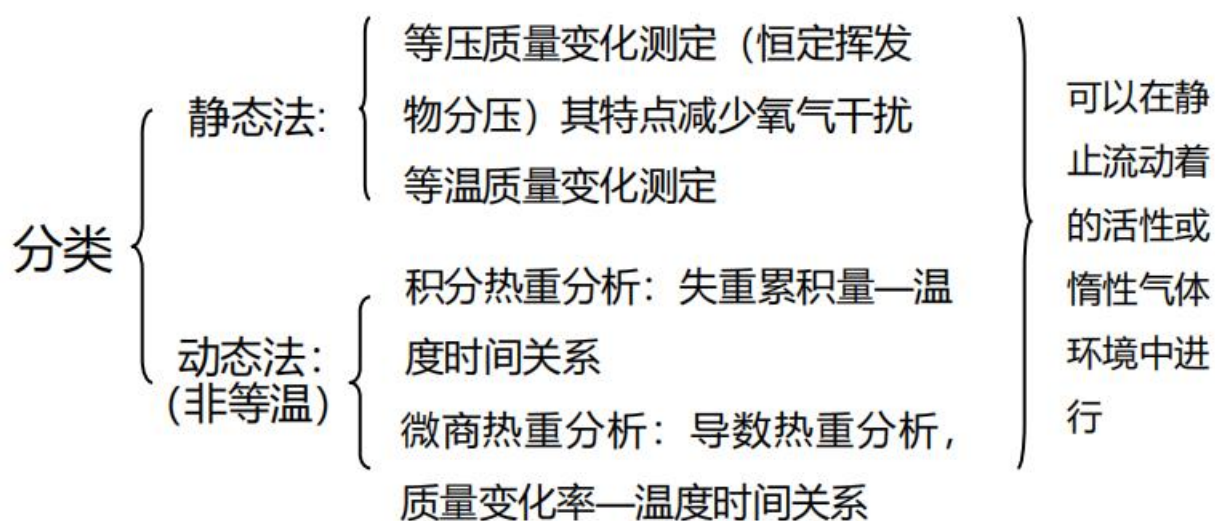 分类
静态法:
等压质量变化测定（恒定挥发
物分压）其特点减少氧气干扰
等温质量变化测定
动态法：
（非等温）
积分热重分析：失重累积量—温
度时间关系
微商热重分析：导数热重分析，
质量变化率—温度时间关系
可以在静
止流动着
的活性或
惰性气体
环境中进
行